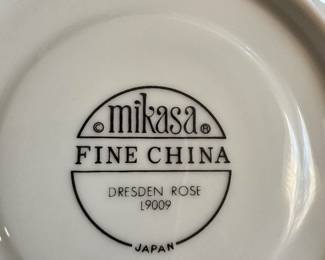 © mikasa ®
FINE CHINA
DRESDEN ROSE
L9009
JAPAN